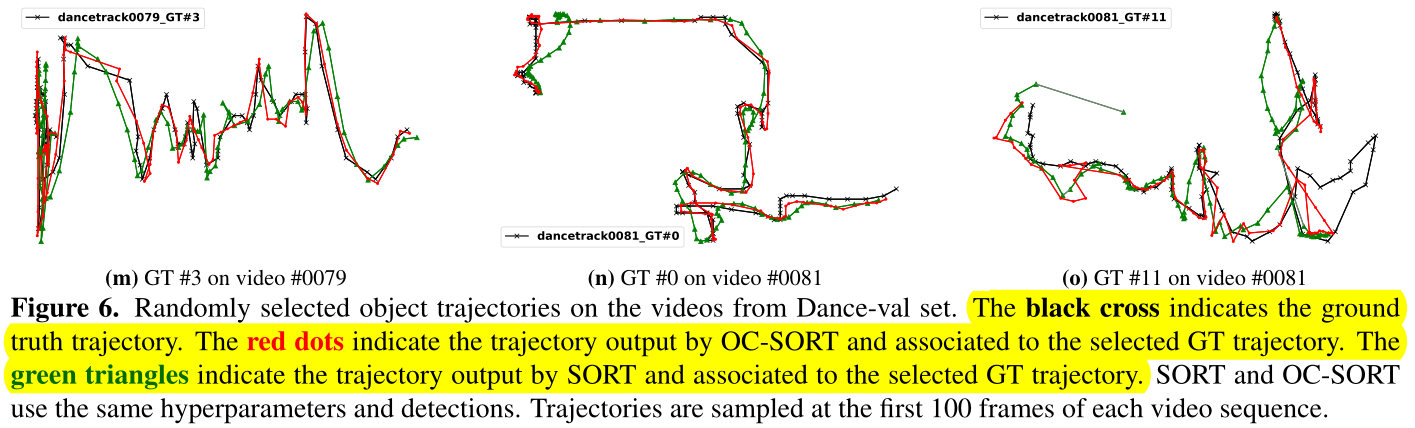 dancetrack0079_GT#3
dancetrack0081_GT#0
dancetrack0081_GT#11
(m) GT #3 on video #0079
(n) GT #0 on video #0081
(o) GT #11 on video #0081
Figure 6. Randomly selected object trajectories on the videos from Dance-val set. The black cross indicates the ground
truth trajectory. The red dots indicate the trajectory output by OC-SORT and associated to the selected GT trajectory. The
green triangles indicate the trajectory output by SORT and associated to the selected GT trajectory. SORT and OC-SORT
use the same hyperparameters and detections. Trajectories are sampled at the first 100 frames of each video sequence.